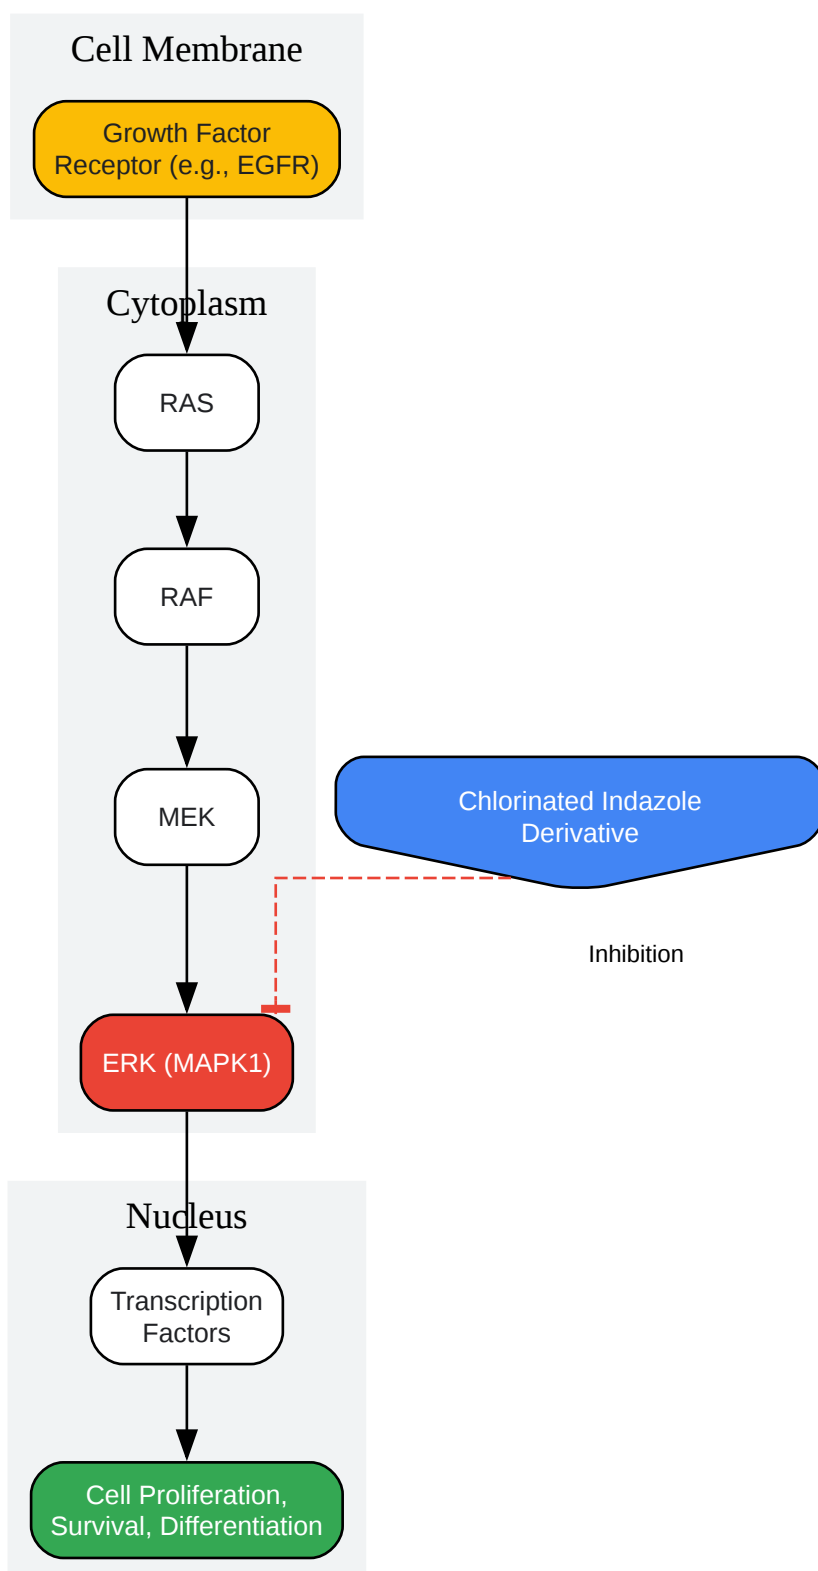 Cell Membrane
Growth Factor
Receptor (e.g., EGFR)
Cytoplasm
RAS
RAF
MEK
Chlorinated Indazole
Derivative
Inhibition
ERK (MAPK1)
Nucleus
Transcription
Factors
Cell Proliferation,
Survival, Differentiation